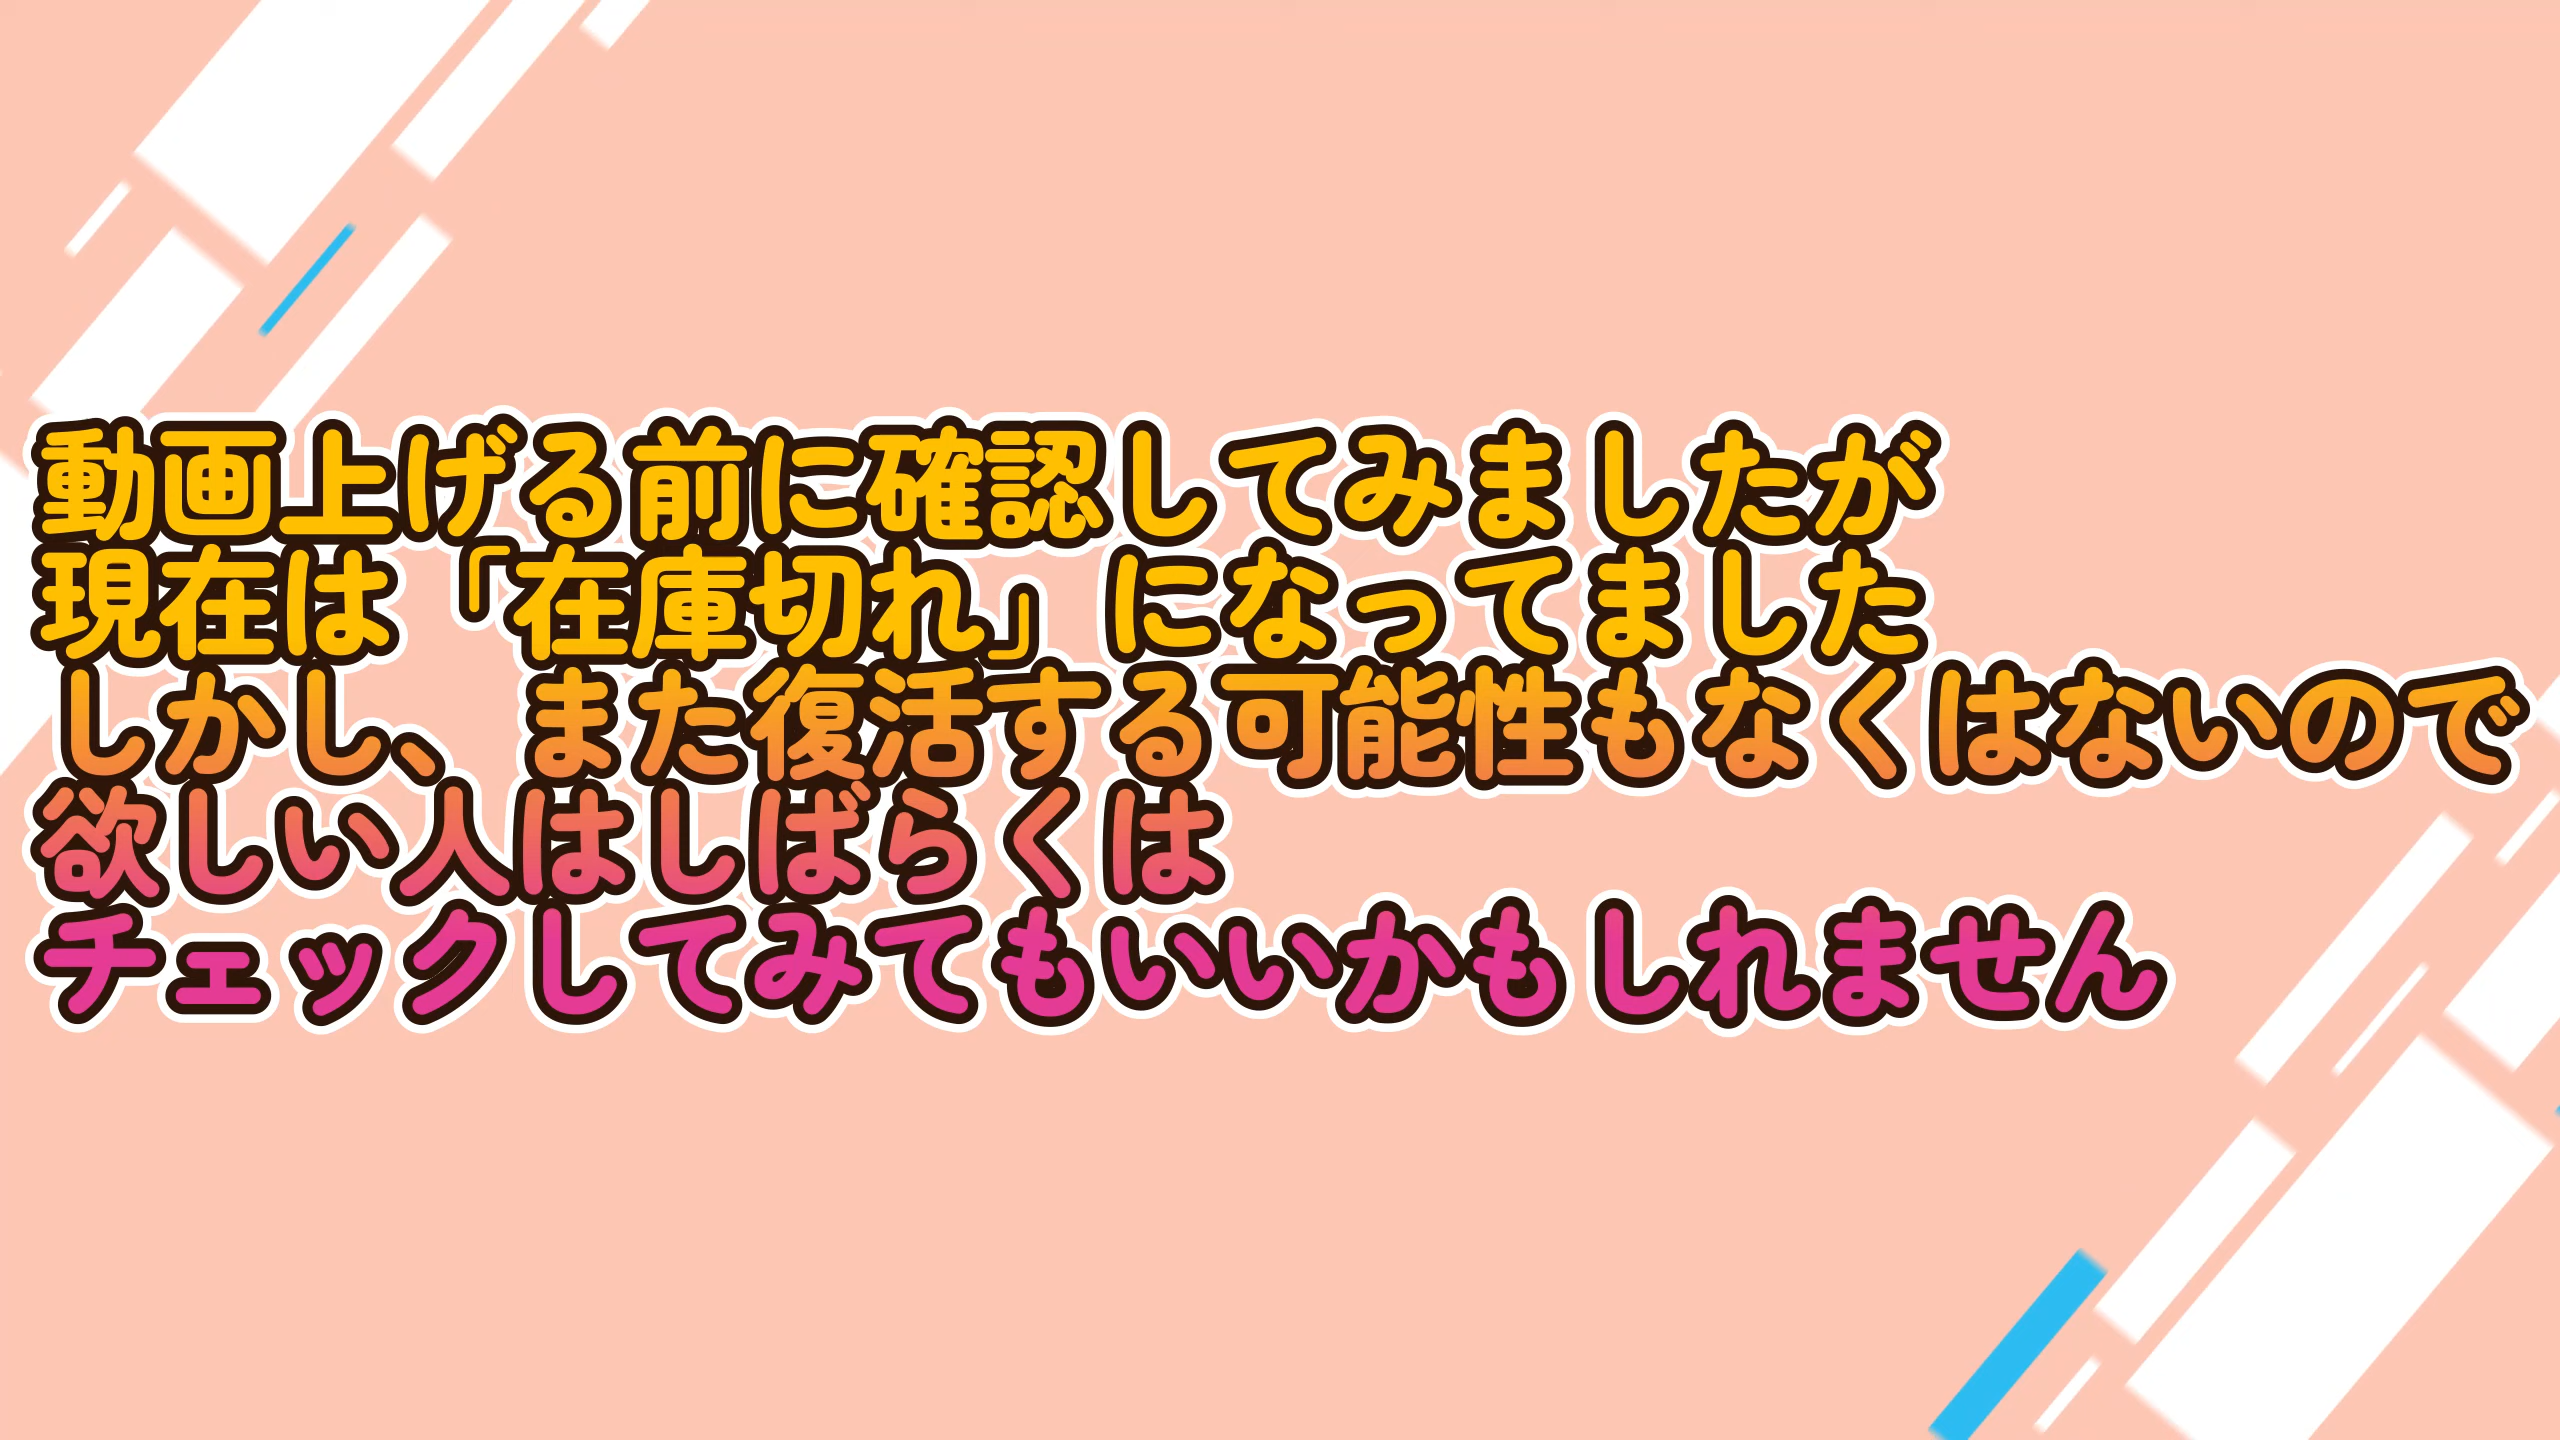 動画上げる前に確認してみましたが
現在は「在庫切れ」になってました
しかし、また復活する可能性もなくはないので
欲しい人はしばらくは
チェックしてみてもいいかもしれません